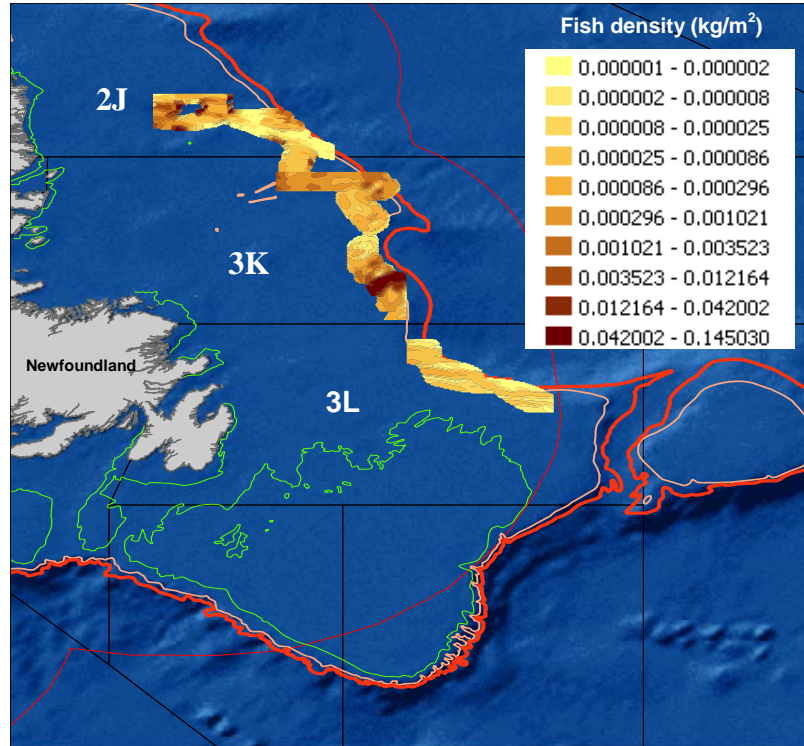 Fish density (kg/m²)
0.000001 - 0.000002
0.000002 - 0.000008
0.000008 - 0.000025
0.000025 - 0.000086
0.000086 - 0.000296
0.000296 - 0.001021
0.001021 - 0.003523
0.003523 - 0.012164
0.012164 - 0.042002
0.042002 - 0.145030
2J
3K
Newfoundland
3L